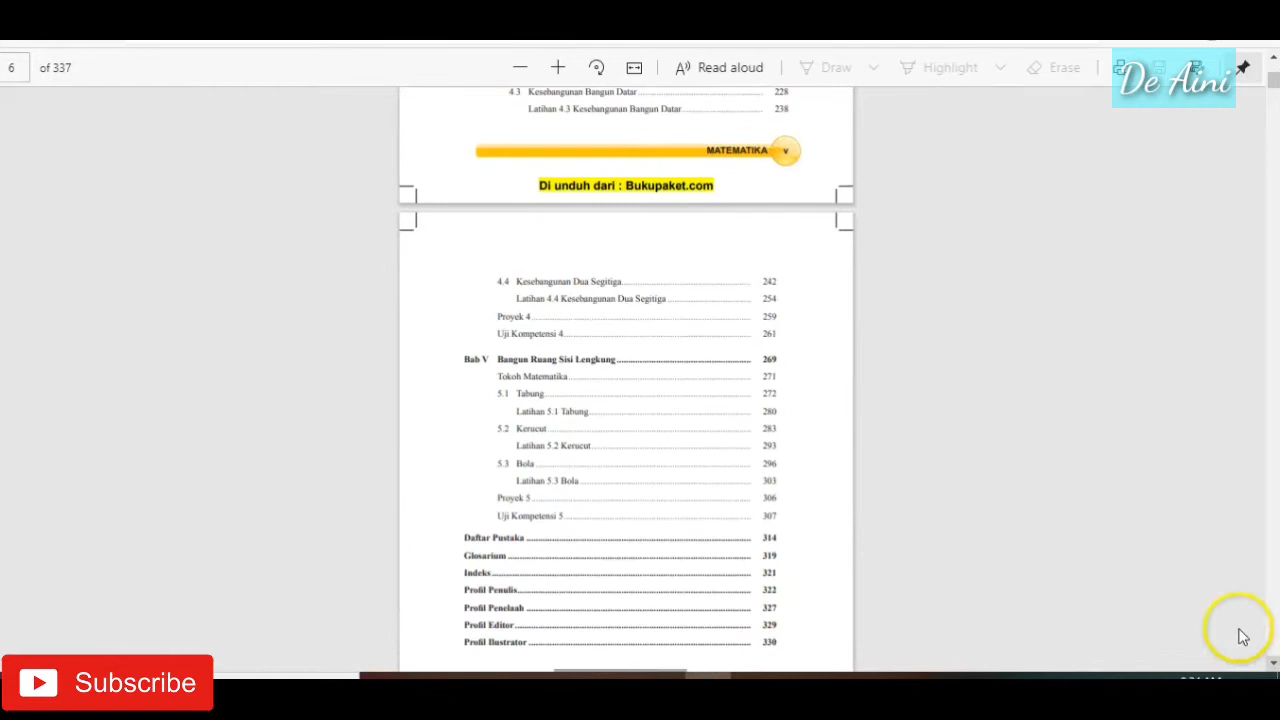 6 of 337 Read aloud Draw Highlight Erase
De Aini
4.3 Kesebangunan Bangun Datar 228
Latihan 4.3 Kesebangunan Bangun Datar 238
MATEMATIKA v
Di unduh dari : Bukupaket.com
4.4 Kesebangunan Dua Segitiga 242
Latihan 4.4 Kesebangunan Dua Segitiga 254
Proyek 4 259
Uji Kompetensi 4 261
Bab V Bangun Ruang Sisi Lengkung 269
Tokoh Matematika 271
5.1 Tabung 272
Latihan 5.1 Tabung 280
5.2 Kerucut 283
Latihan 5.2 Kerucut 293
5.3 Bola 296
Latihan 5.3 Bola 303
Proyek 5 306
Uji Kompetensi 5 307
Daftar Pustaka 314
Glosarium 319
Indeks 321
Profil Penulis 322
Profil Penelaah 327
Profil Editor 329
Profil Ilustrator 330
Subscribe